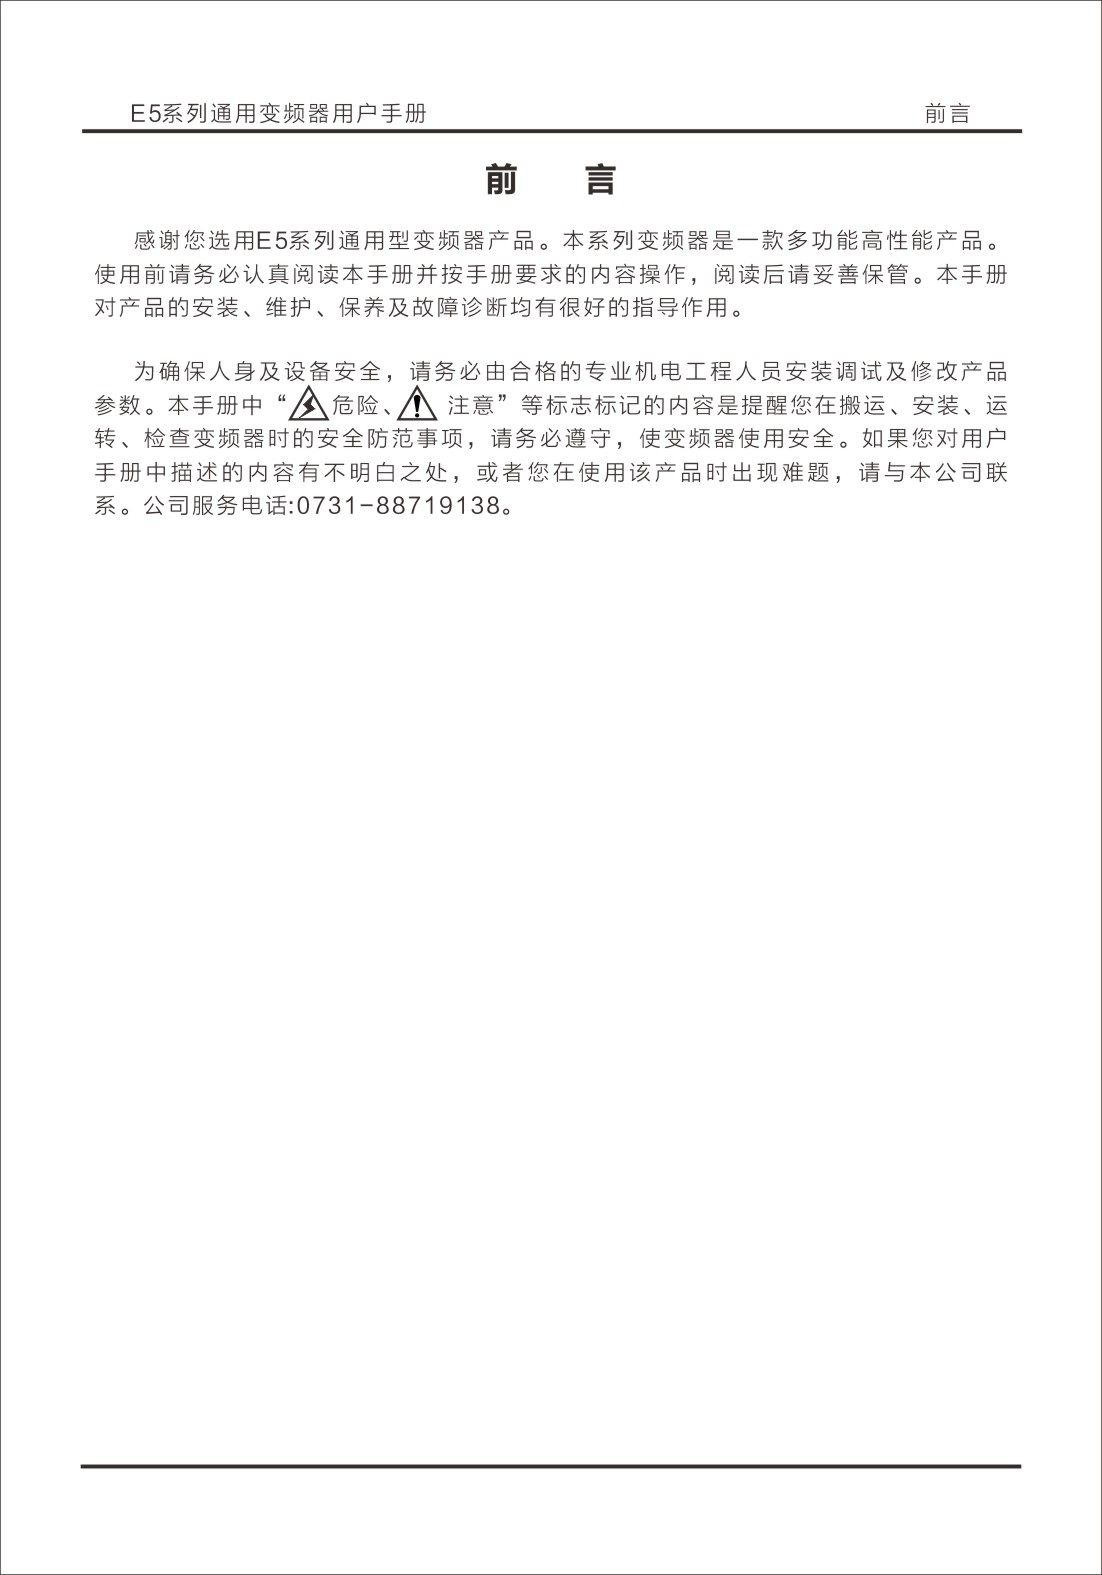 E5系列通用变频器用户手册 前言
前 言
感谢您选用E5系列通用型变频器产品。本系列变频器是一款多功能高性能产品。
使用前请务必认真阅读本手册并按手册要求的内容操作，阅读后请妥善保管。本手册
对产品的安装、维护、保养及故障诊断均有很好的指导作用。
为确保人身及设备安全，请务必由合格的专业机电工程人员安装调试及修改产品
参数。本手册中“危险、 注意”等标志标记的内容是提醒您在搬运、安装、运
转、检查变频器时的安全防范事项，请务必遵守，使变频器使用安全。如果您对用户
手册中描述的内容有不明白之处，或者您在使用该产品时出现难题，请与本公司联
系。公司服务电话:0731-88719138。